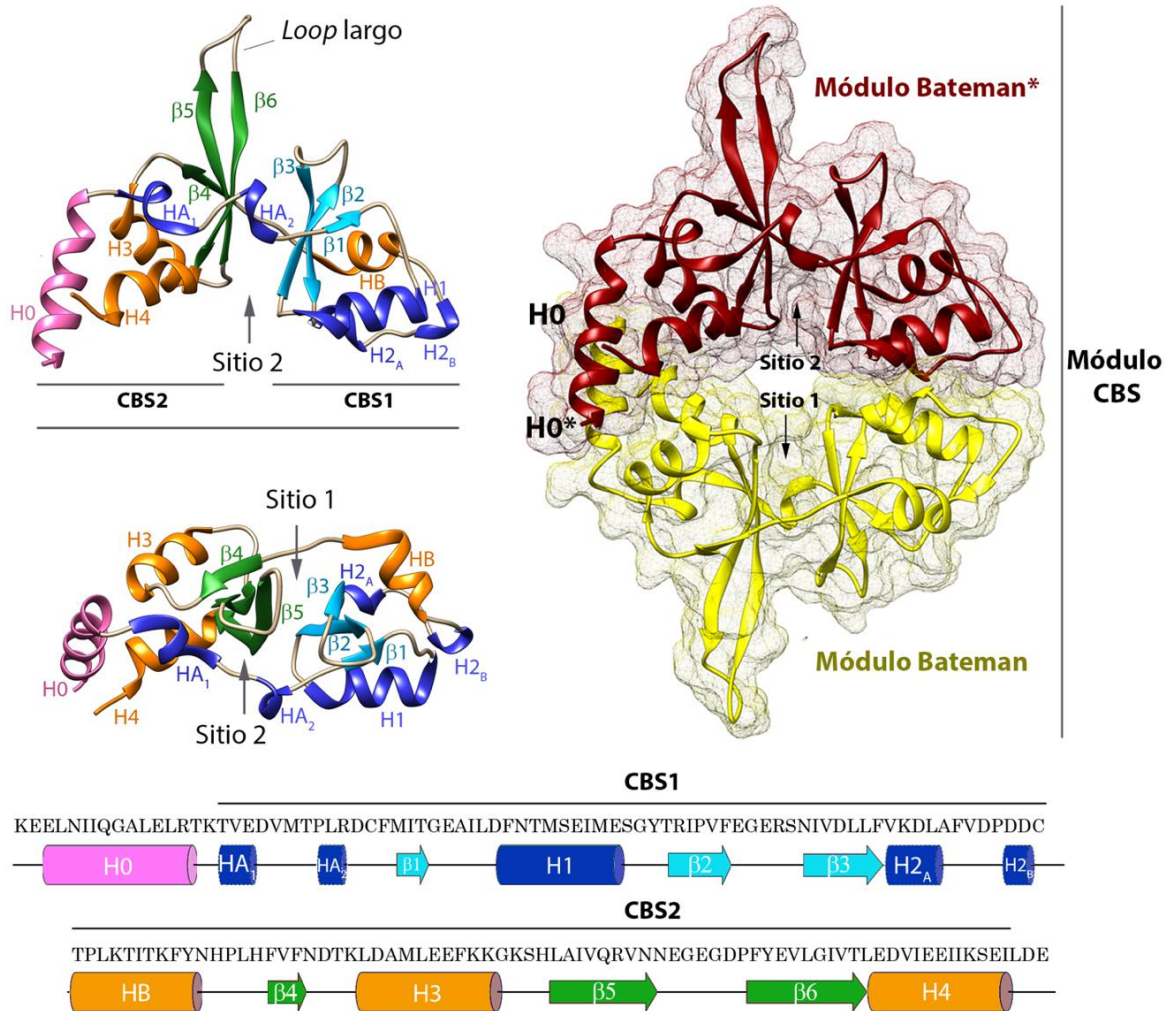 Loop largo
β5
β6
β4
β3
β2
β1
HA1
HA2
H3
H4
H0
HB
H1
H2A
H2B
Sitio 2
CBS2
CBS1
Sitio 1
H3
β4
β5
β3
H2A
HB
β2
β1
H2B
H0
HA1
H4
HA2
H1
Sitio 2
Módulo Bateman*
H0
H0*
Sitio 2
Sitio 1
Módulo
CBS
Módulo Bateman
CBS1
KEELNIIQGALELRTKTVEDVMTPLRDCFMITGEAILDFNTMSEIMESGYTRIPVFEGERSNIVDLLFVKDLAFVDPDDC
H0 HA1 HA2 β1 H1 β2 β3 H2A H2B
CBS2
TPLKTITKFYNHPLHFVFNDTKLDAMLEEFKKGKSHLAIVQRVNNEGEGDPFYEVLGIVTLEDVIEEIIKSEILDE
HB β4 H3 β5 β6 H4